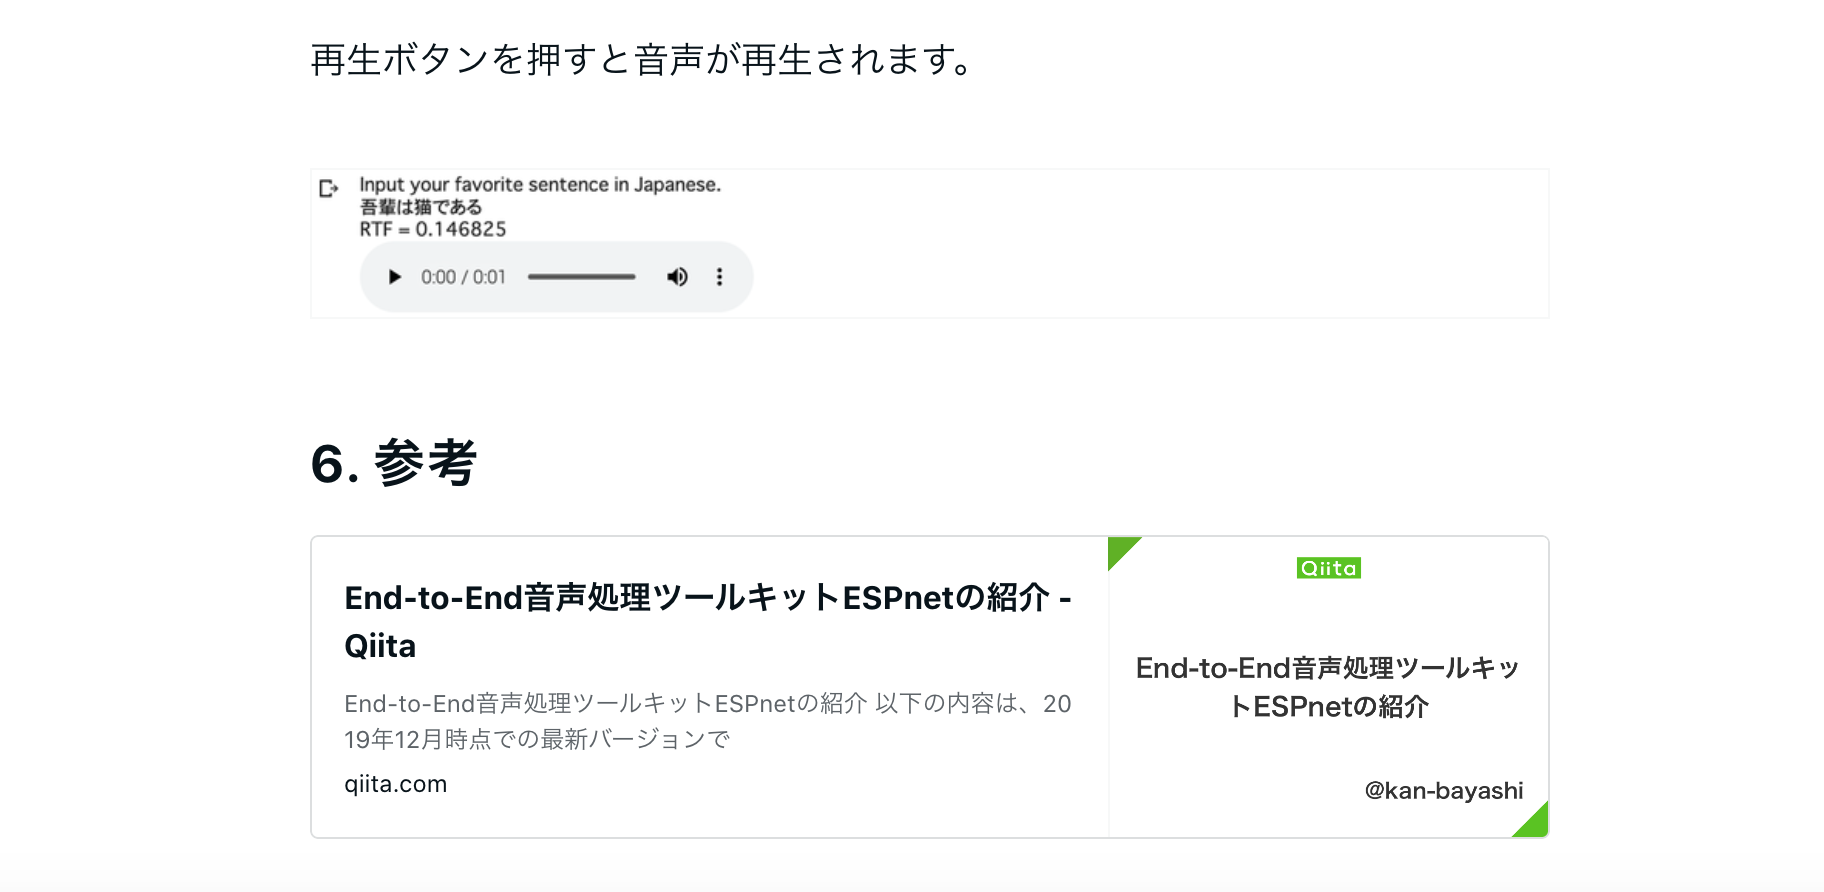 再生ボタンを押すと音声が再生されます。
Input your favorite sentence in Japanese.
吾輩は猫である
RTF = 0.146825
0:00 / 0:01
6. 参考
End-to-End音声処理ツールキットESPnetの紹介 -
Qiita
End-to-End音声処理ツールキットESPnetの紹介 以下の内容は、20
19年12月時点での最新バージョンで
qiita.com
Qiita
End-to-End音声処理ツールキッ
トESPnetの紹介
@kan-bayashi